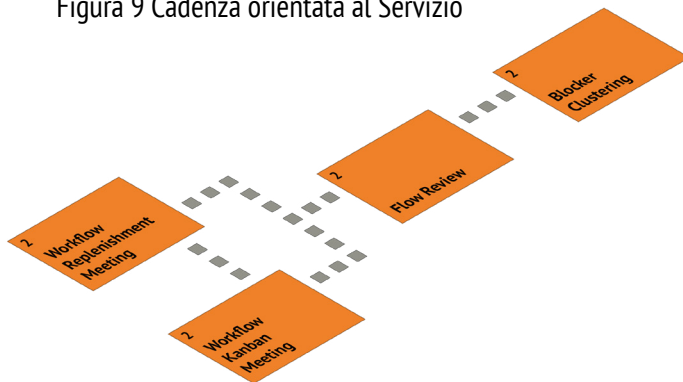 Figura 9 Cadenza orientata al Servizio
2
Blocker
Clustering
2
Flow Review
2
Workflow
Replenishment
Meeting
2
Workflow
Kanban
Meeting